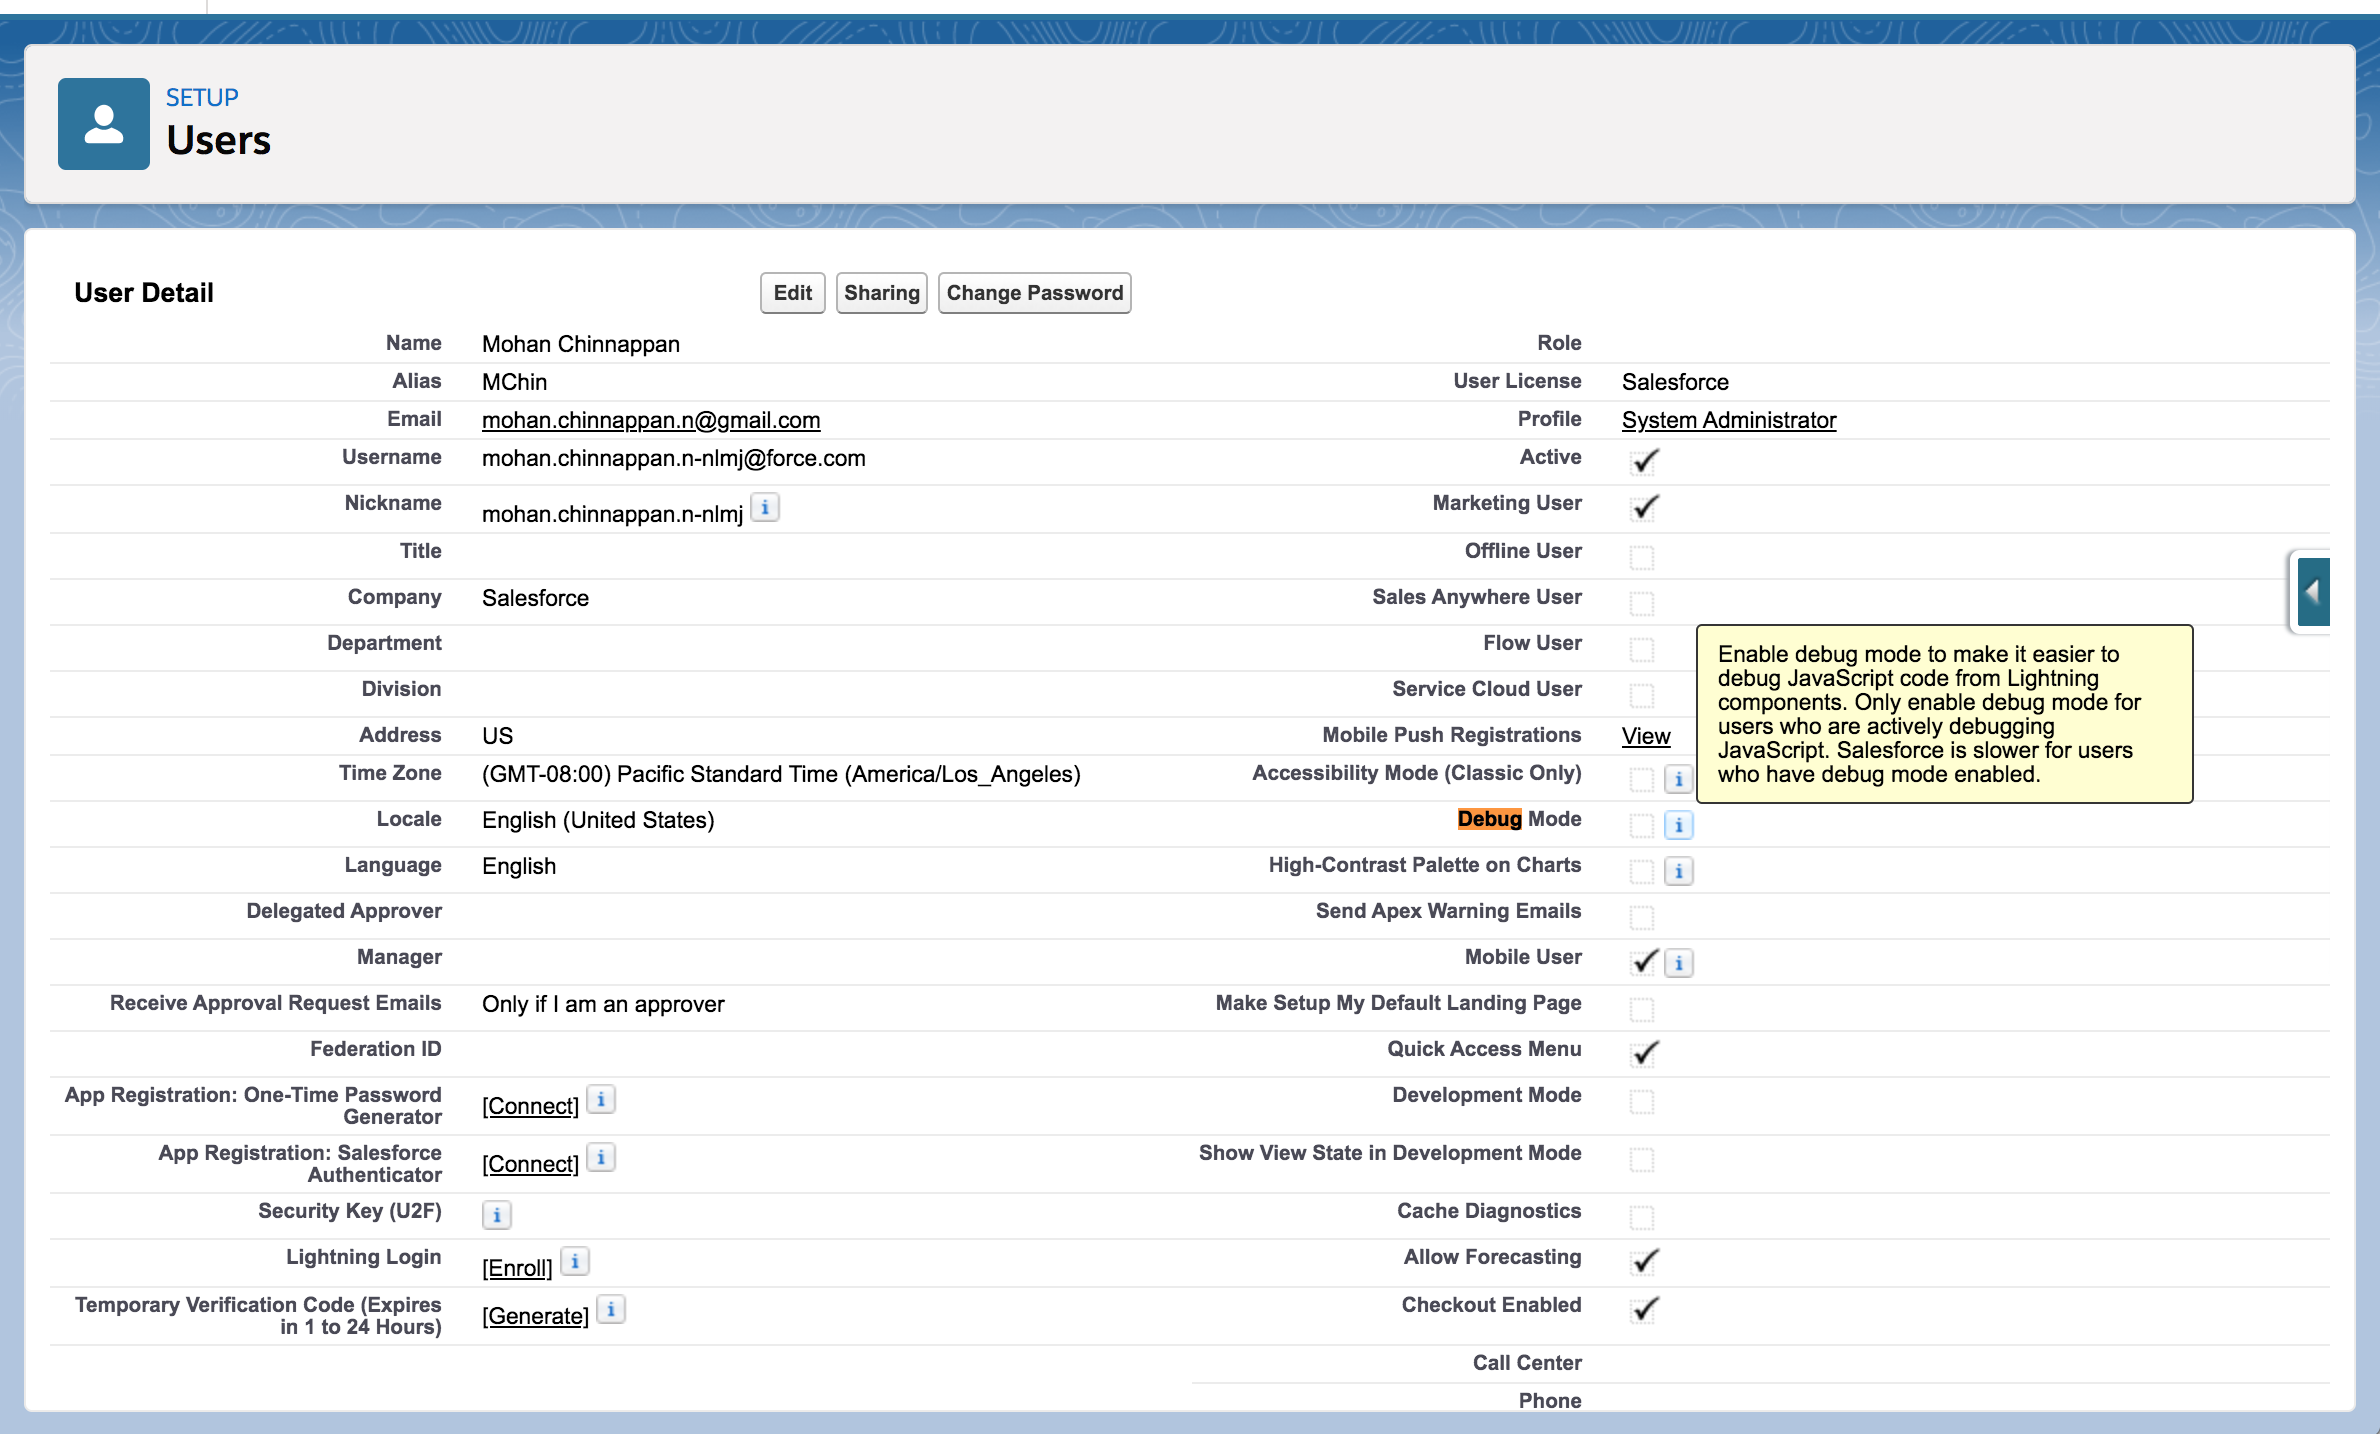 SETUP
Users
User Detail
Edit
Sharing
Change Password
Name Mohan Chinnappan
Role
Alias MChin
User License Salesforce
Email mohan.chinnappan.n@gmail.com
Profile System Administrator
Username mohan.chinnappan.n-nlmj@force.com
Active
Nickname mohan.chinnappan.n-nlmj i
Marketing User
Title
Offline User
Company Salesforce
Sales Anywhere User
Department
Flow User
Division
Service Cloud User
Address US
Mobile Push Registrations View
Time Zone (GMT-08:00) Pacific Standard Time (America/Los_Angeles)
Accessibility Mode (Classic Only) i
Enable debug mode to make it easier to
debug JavaScript code from Lightning
components. Only enable debug mode for
users who are actively debugging
JavaScript. Salesforce is slower for users
who have debug mode enabled.
Locale English (United States)
Debug Mode i
Language English
High-Contrast Palette on Charts i
Delegated Approver
Send Apex Warning Emails
Manager
Mobile User i
Receive Approval Request Emails Only if I am an approver
Make Setup My Default Landing Page
Federation ID
Quick Access Menu
App Registration: One-Time Password
Generator
[Connect] i
Development Mode
App Registration: Salesforce
Authenticator
[Connect] i
Show View State in Development Mode
Security Key (U2F) i
Cache Diagnostics
Lightning Login [Enroll] i
Allow Forecasting
Temporary Verification Code (Expires
in 1 to 24 Hours)
[Generate] i
Checkout Enabled
Call Center
Phone